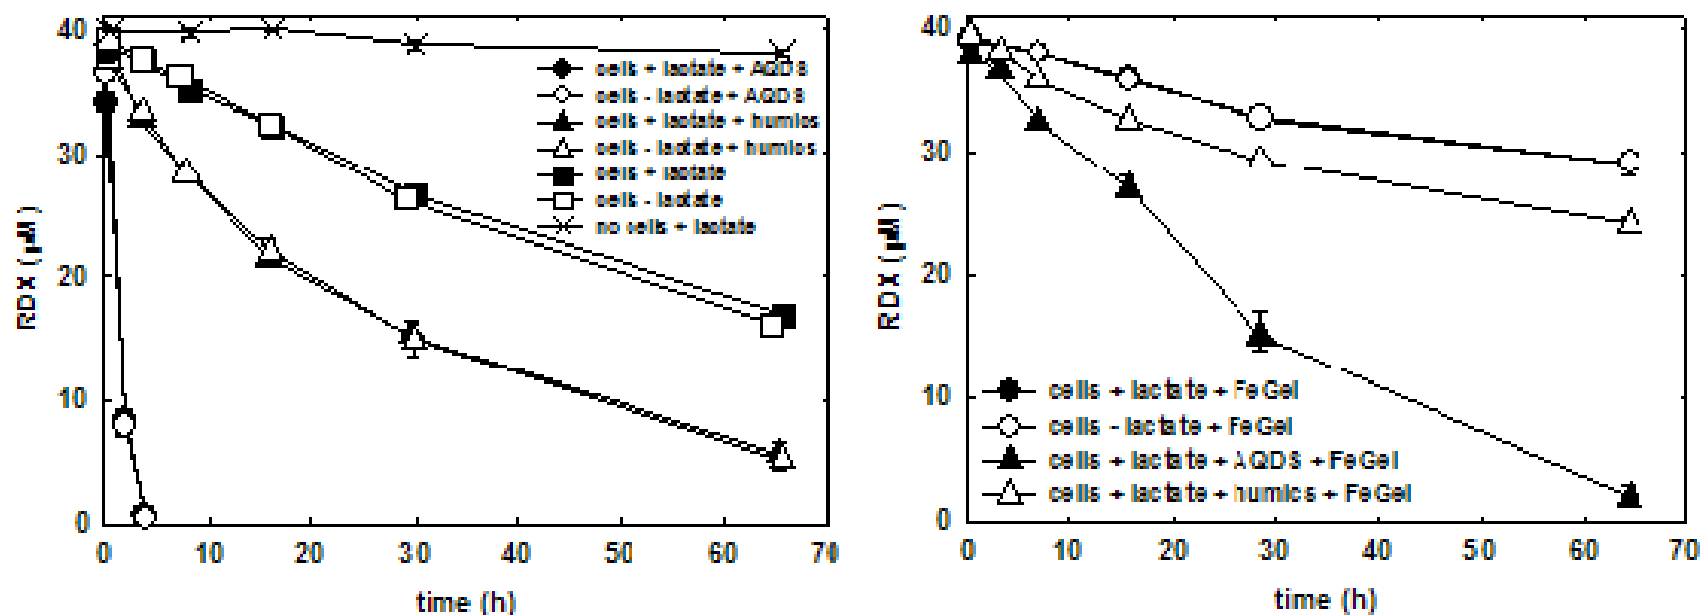 40
30
20
10
0
RDX (µM)
cells + lactate + AQDS
cells - lactate + AQDS
cells + lactate + humics
cells - lactate + humics
cells + lactate
cells - lactate
no cells + lactate
0 10 20 30 40 50 60 70
time (h)
40
30
20
10
0
RDX (µM)
cells + lactate + FeGel
cells - lactate + FeGel
cells + lactate + AQDS + FeGel
cells + lactate + humics + FeGel
0 10 20 30 40 50 60 70
time (h)